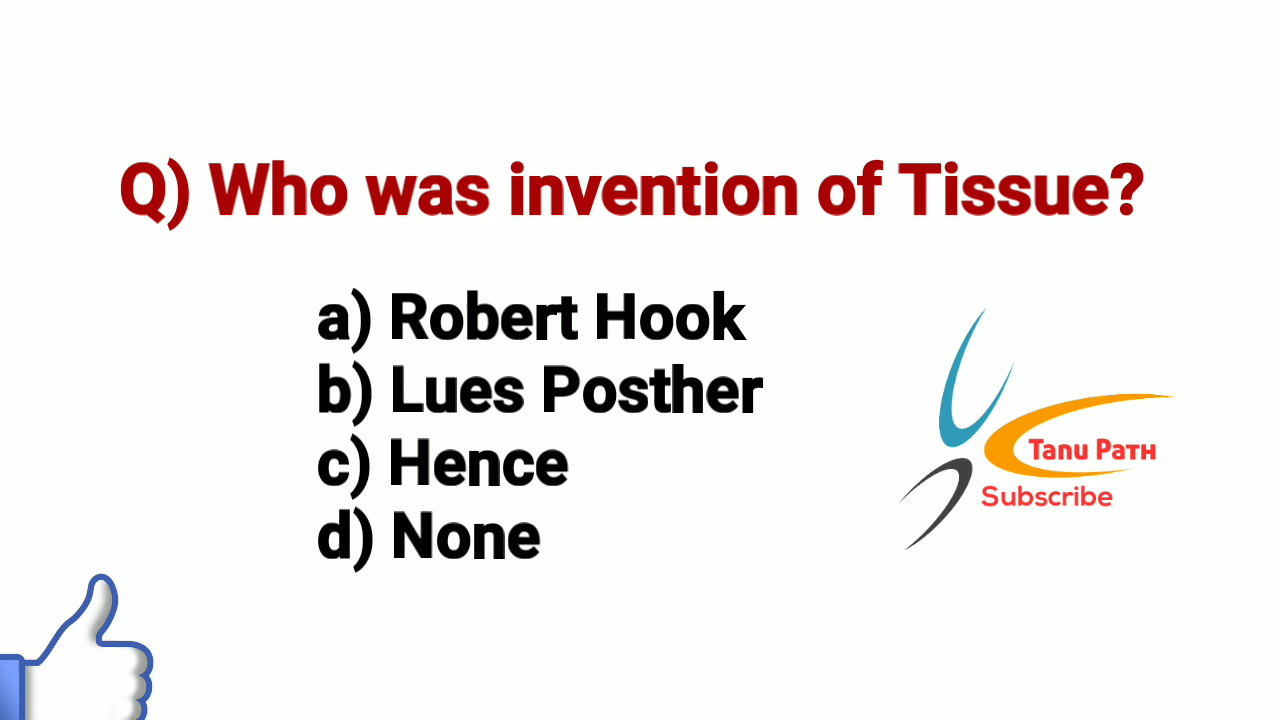 Q) Who was invention of Tissue?
a) Robert Hook
b) Lues Posther
c) Hence
d) None
Tanu Path
Subscribe